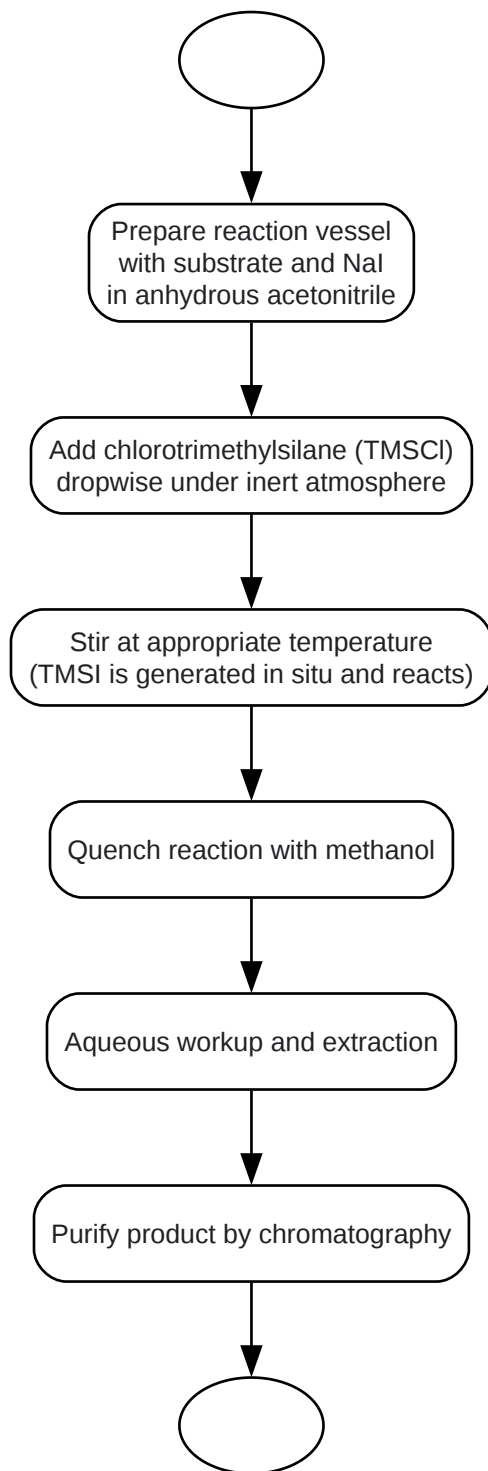 Prepare reaction vessel
with substrate and NaI
in anhydrous acetonitrile
Add chlorotrimethylsilane (TMSCl)
dropwise under inert atmosphere
Stir at appropriate temperature
(TMSI is generated in situ and reacts)
Quench reaction with methanol
Aqueous workup and extraction
Purify product by chromatography